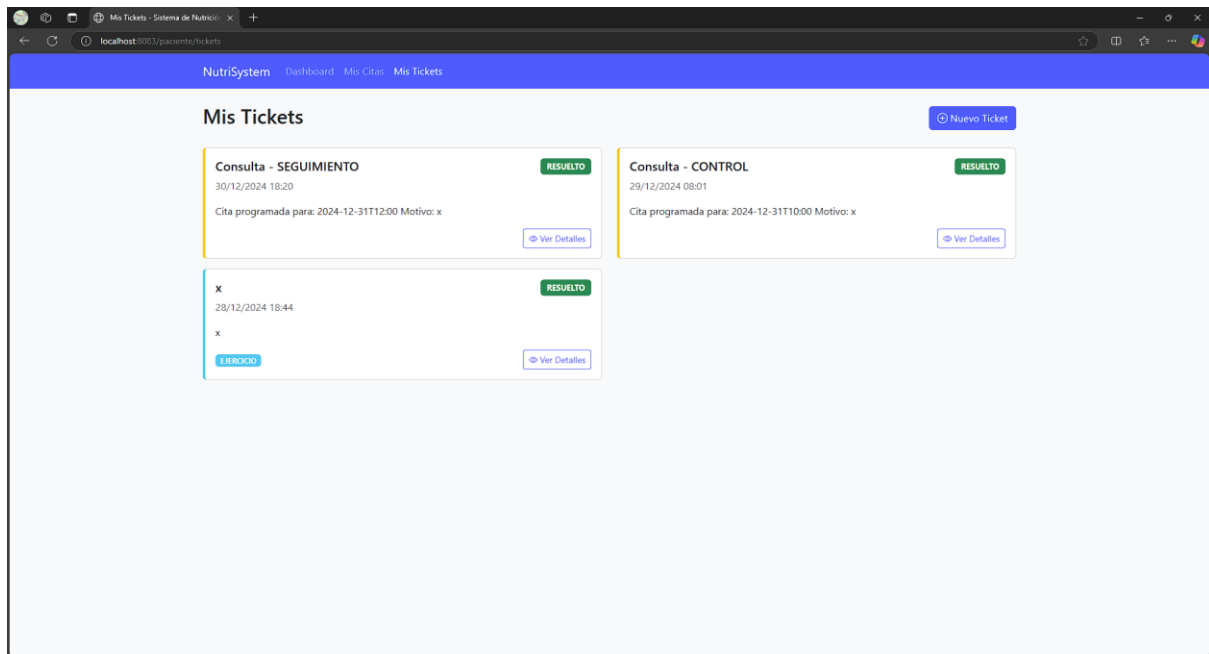 Mis Tickets - Sistema de Nutrició
localhost:8083/paciente/tickets
NutriSystem Dashboard Mis Citas Mis Tickets
Mis Tickets
Nuevo Ticket
Consulta - SEGUIMIENTO
RESUELTO
30/12/2024 18:20
Cita programada para: 2024-12-31T12:00 Motivo: x
Ver Detalles
Consulta - CONTROL
RESUELTO
29/12/2024 08:01
Cita programada para: 2024-12-31T10:00 Motivo: x
Ver Detalles
x
RESUELTO
28/12/2024 18:44
x
EJERCICIO
Ver Detalles